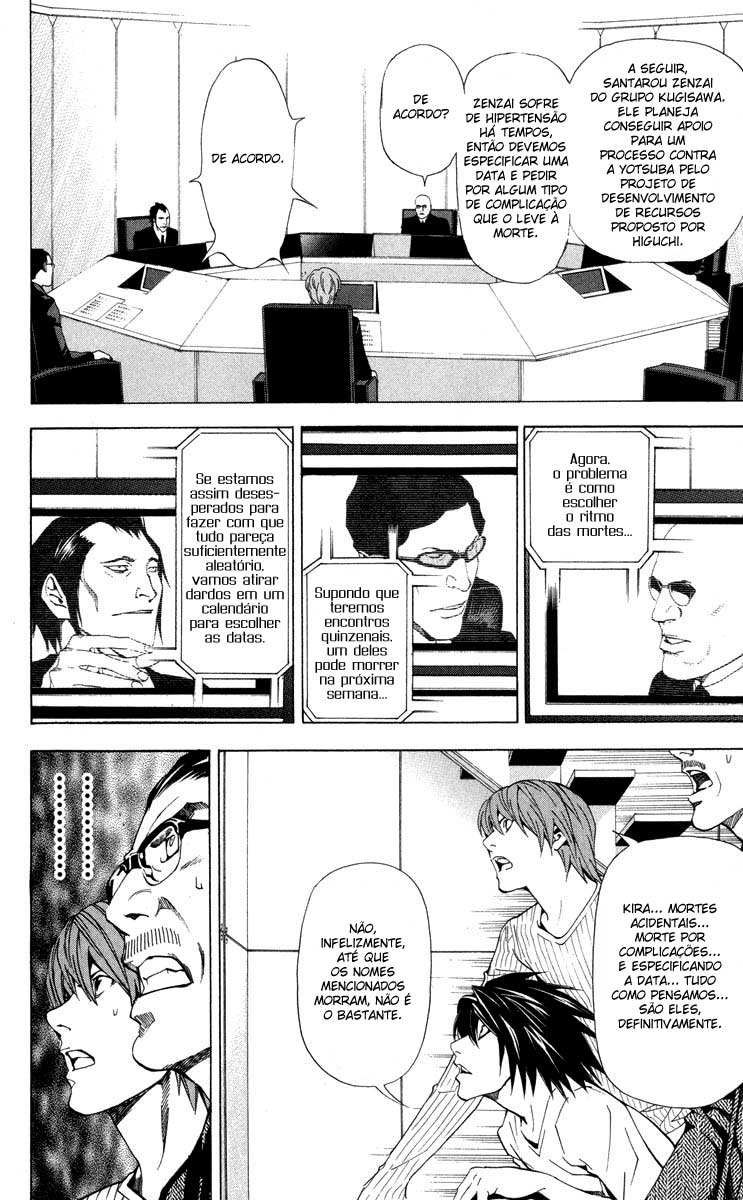 A SEGUIR,
SANTAROU ZENZAI
DO GRUPO KUGISAWA.
ELE PLANEJA
CONSEGUIR APOIO
PARA UM
PROCESSO CONTRA
A YOTSUBA PELO
PROJETO DE
DESENVOLVIMENTO
DE RECURSOS
PROPOSTO POR
HIGUCHI.
ZENZAI SOFRE
DE HIPERTENSÃO
HÁ TEMPOS,
ENTÃO DEVEMOS
ESPECIFICAR UMA
DATA E PEDIR
POR ALGUM TIPO
DE COMPLICAÇÃO
QUE O LEVE À
MORTE.
DE
ACORDO?
DE ACORDO.
Agora,
o problema
é como
escolher
o ritmo
das mortes...
Supondo que
teremos
encontros
quinzenais,
um deles
pode morrer
na próxima
semana...
Se estamos
assim deses-
perados para
fazer com que
tudo pareça
suficientemente
aleatório,
vamos atirar
dardos em um
calendário
para escolher
as datas.
KIRA... MORTES
ACIDENTAIS...
MORTE POR
COMPLICAÇÕES...
E ESPECIFICANDO
A DATA... TUDO
COMO PENSAMOS...
SÃO ELES,
DEFINITIVAMENTE.
NÃO,
INFELIZMENTE,
ATÉ QUE
OS NOMES
MENCIONADOS
MORRAM, NÃO É
O BASTANTE.